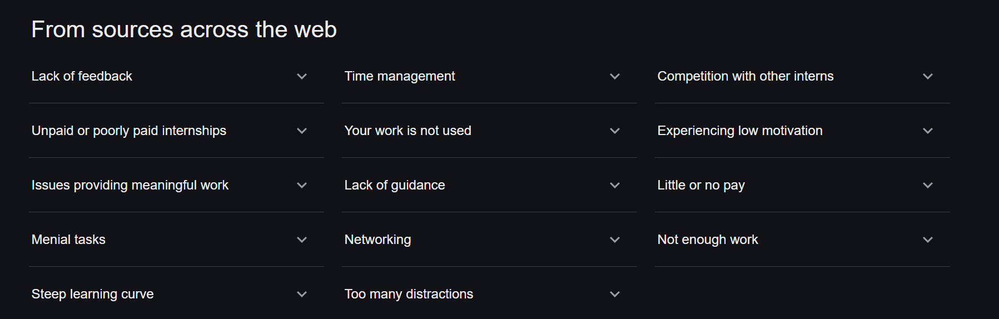 From sources across the web
Lack of feedback
Time management
Competition with other interns
Unpaid or poorly paid internships
Your work is not used
Experiencing low motivation
Issues providing meaningful work
Lack of guidance
Little or no pay
Menial tasks
Networking
Not enough work
Steep learning curve
Too many distractions